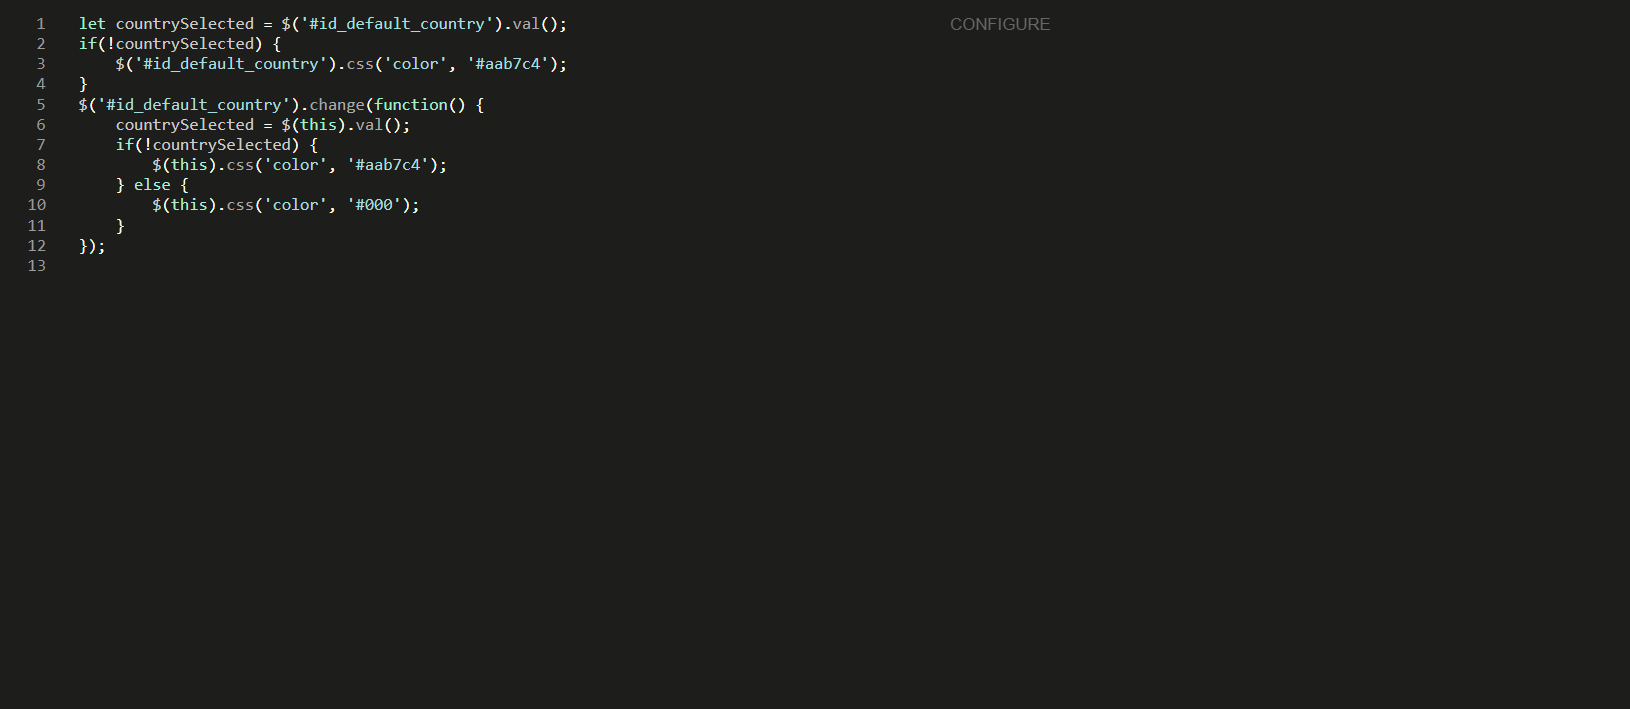 1 let countrySelected = $('#id_default_country').val(); CONFIGURE
2 if(!countrySelected) {
3     $('#id_default_country').css('color', '#aab7c4');
4 }
5 $('#id_default_country').change(function() {
6     countrySelected = $(this).val();
7     if(!countrySelected) {
8         $(this).css('color', '#aab7c4');
9     } else {
10         $(this).css('color', '#000');
11     }
12 });
13